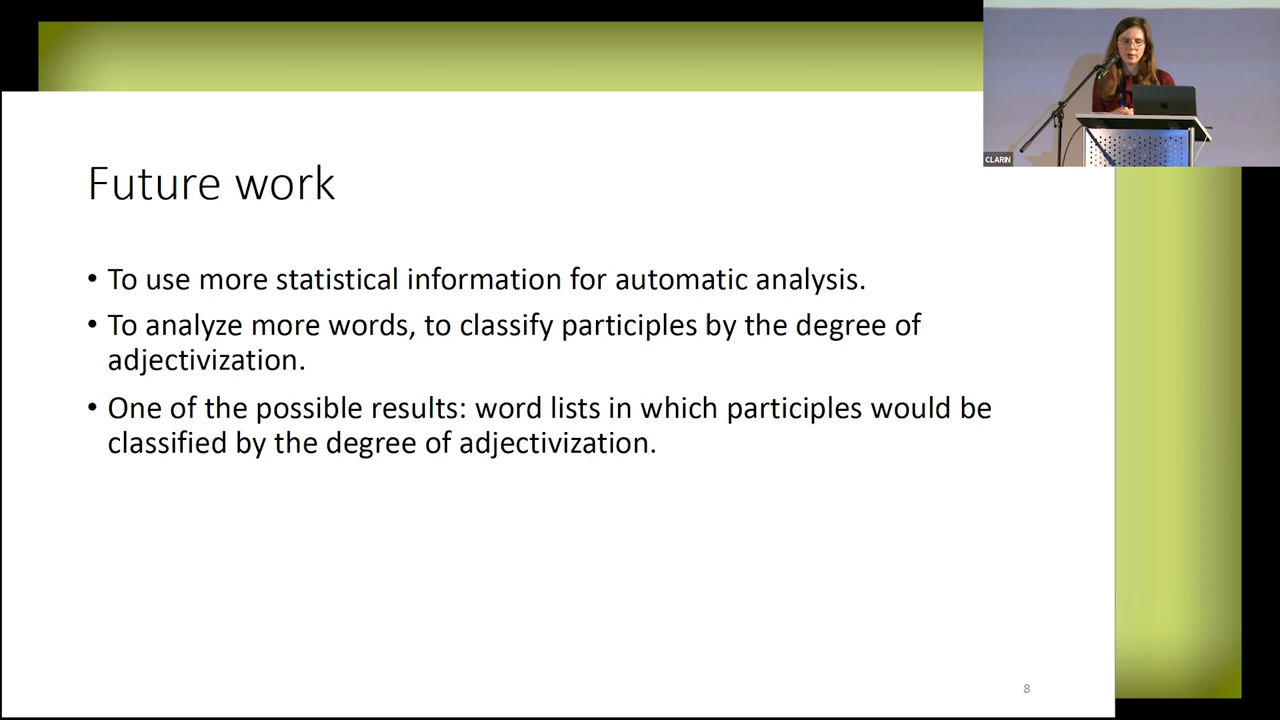 CLARIN
Future work
• To use more statistical information for automatic analysis.
• To analyze more words, to classify participles by the degree of
adjectivization.
• One of the possible results: word lists in which participles would be
classified by the degree of adjectivization.
8